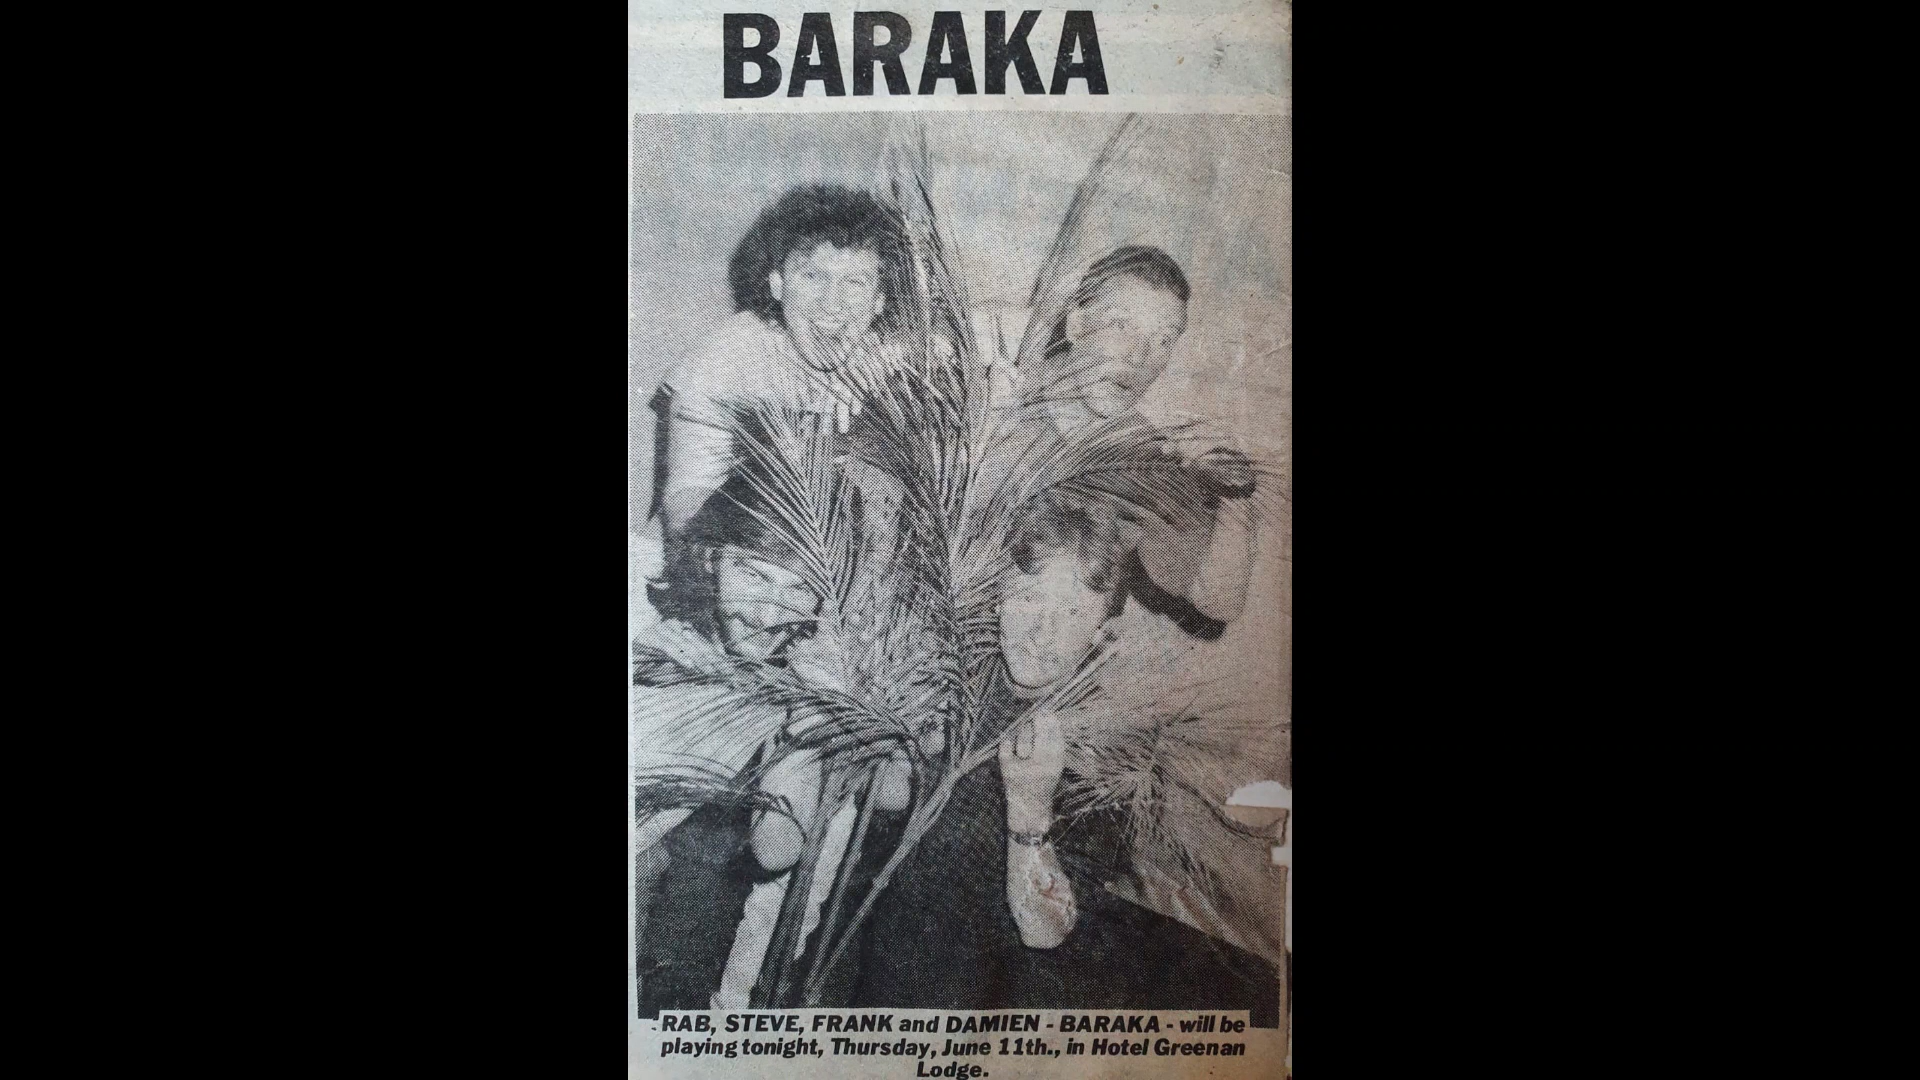 BARAKA
RAB, STEVE, FRANK and DAMIEN - BARAKA - will be
playing tonight, Thursday, June 11th., in Hotel Greenan
Lodge.